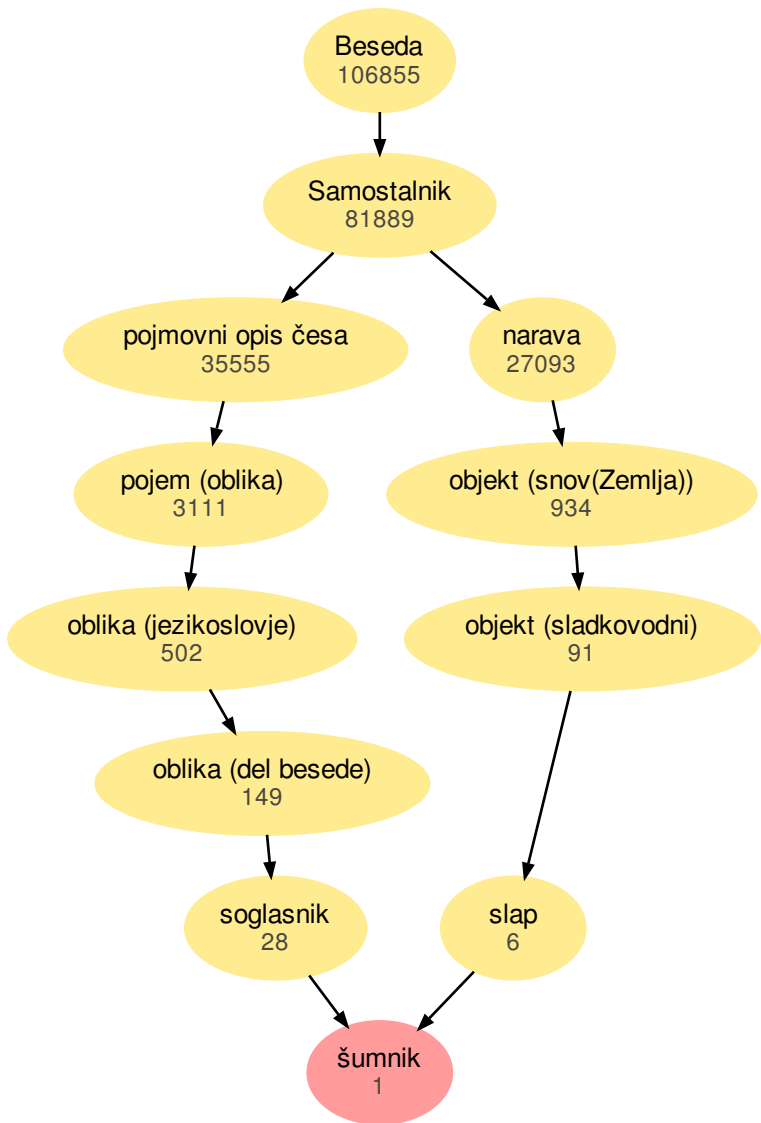 Beseda
106855
Samostalnik
81889
pojmovni opis česa
35555
narava
27093
pojem (oblika)
3111
objekt (snov(Zemlja))
934
oblika (jezikoslovje)
502
objekt (sladkovodni)
91
oblika (del besede)
149
soglasnik
28
slap
6
šumnik
1